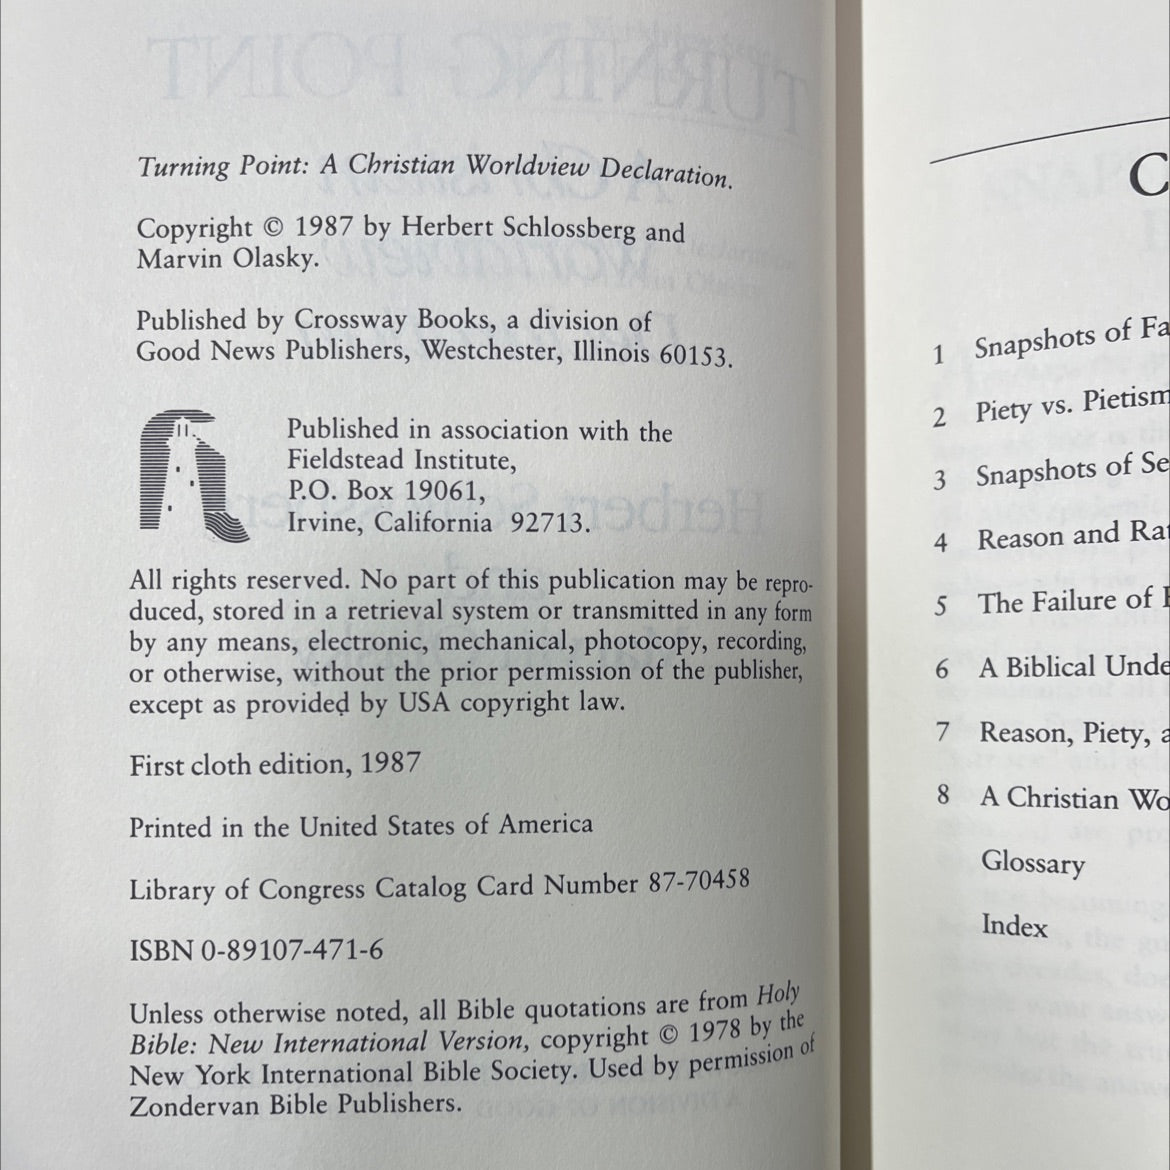 Turning Point: A Christian Worldview Declaration.
Copyright © 1987 by Herbert Schlossberg and
Marvin Olasky.
Published by Crossway Books, a division of
Good News Publishers, Westchester, Illinois 60153.
Published in association with the
Fieldstead Institute,
P.O. Box 19061,
Irvine, California 92713.
All rights reserved. No part of this publication may be repro-
duced, stored in a retrieval system or transmitted in any form
by any means, electronic, mechanical, photocopy, recording,
or otherwise, without the prior permission of the publisher,
except as provided by USA copyright law.
First cloth edition, 1987
Printed in the United States of America
Library of Congress Catalog Card Number 87-70458
ISBN 0-89107-471-6
Unless otherwise noted, all Bible quotations are from Holy
Bible: New International Version, copyright © 1978 by the
New York International Bible Society. Used by permission of
Zondervan Bible Publishers.
C
1 Snapshots of Fa
2 Piety vs. Pietism
3 Snapshots of Se
4 Reason and Rat
5 The Failure of
6 A Biblical Unde
7 Reason, Piety, a
8 A Christian Wo
Glossary
Index